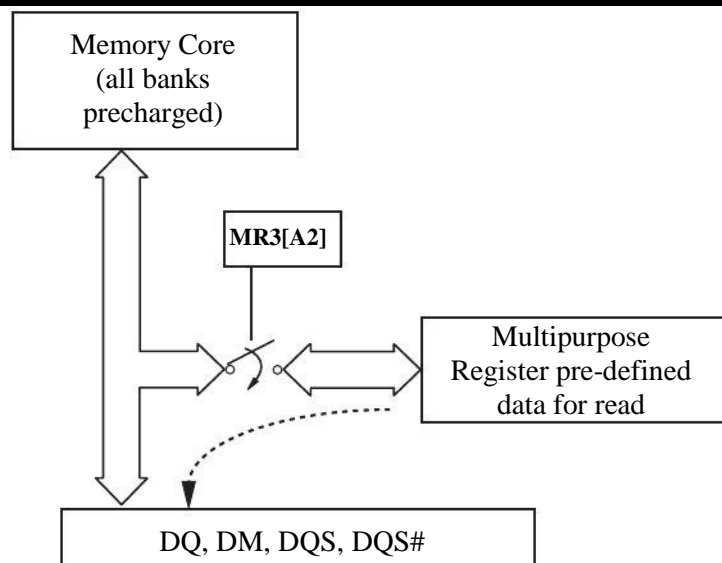 Memory Core
(all banks
precharged)
MR3[A2]
Multipurpose
Register pre-defined
data for read
DQ, DM, DQS, DQS#